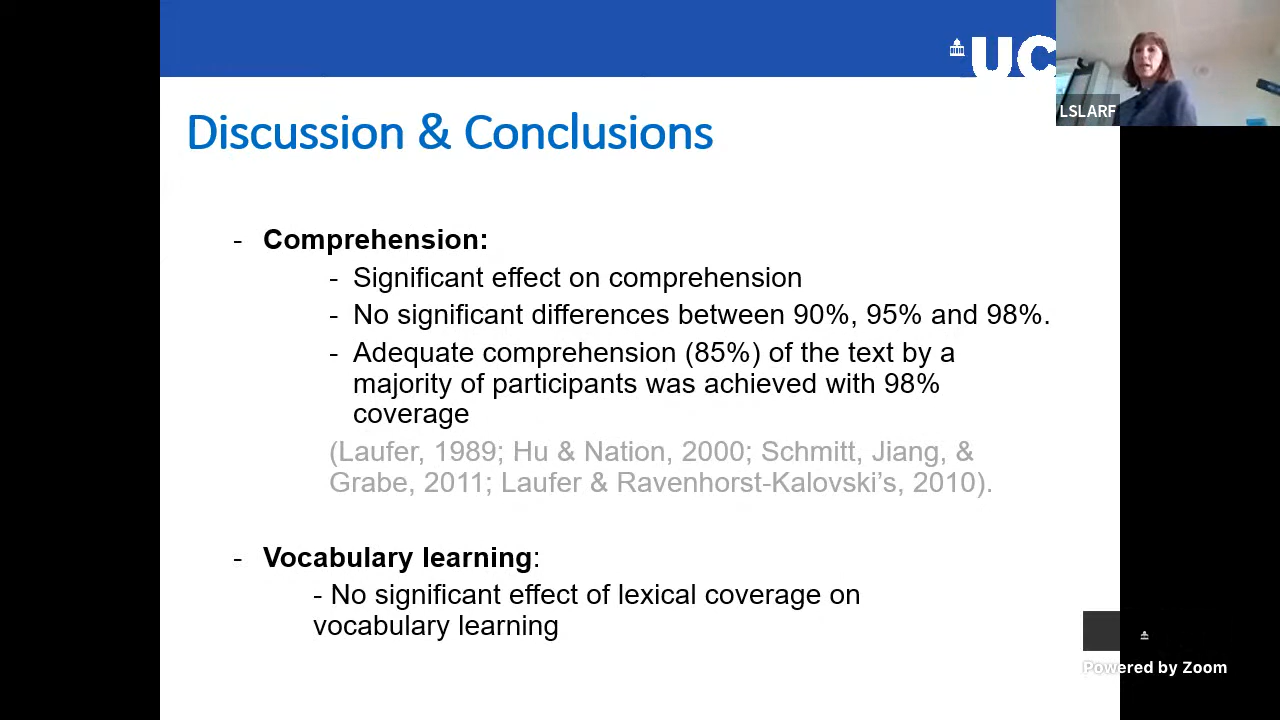 UC
LSLARF
Discussion & Conclusions
- Comprehension:
- Significant effect on comprehension
- No significant differences between 90%, 95% and 98%.
- Adequate comprehension (85%) of the text by a
majority of participants was achieved with 98%
coverage
(Laufer, 1989; Hu & Nation, 2000; Schmitt, Jiang, &
Grabe, 2011; Laufer & Ravenhorst-Kalovski’s, 2010).
- Vocabulary learning:
- No significant effect of lexical coverage on
vocabulary learning
Powered by Zoom